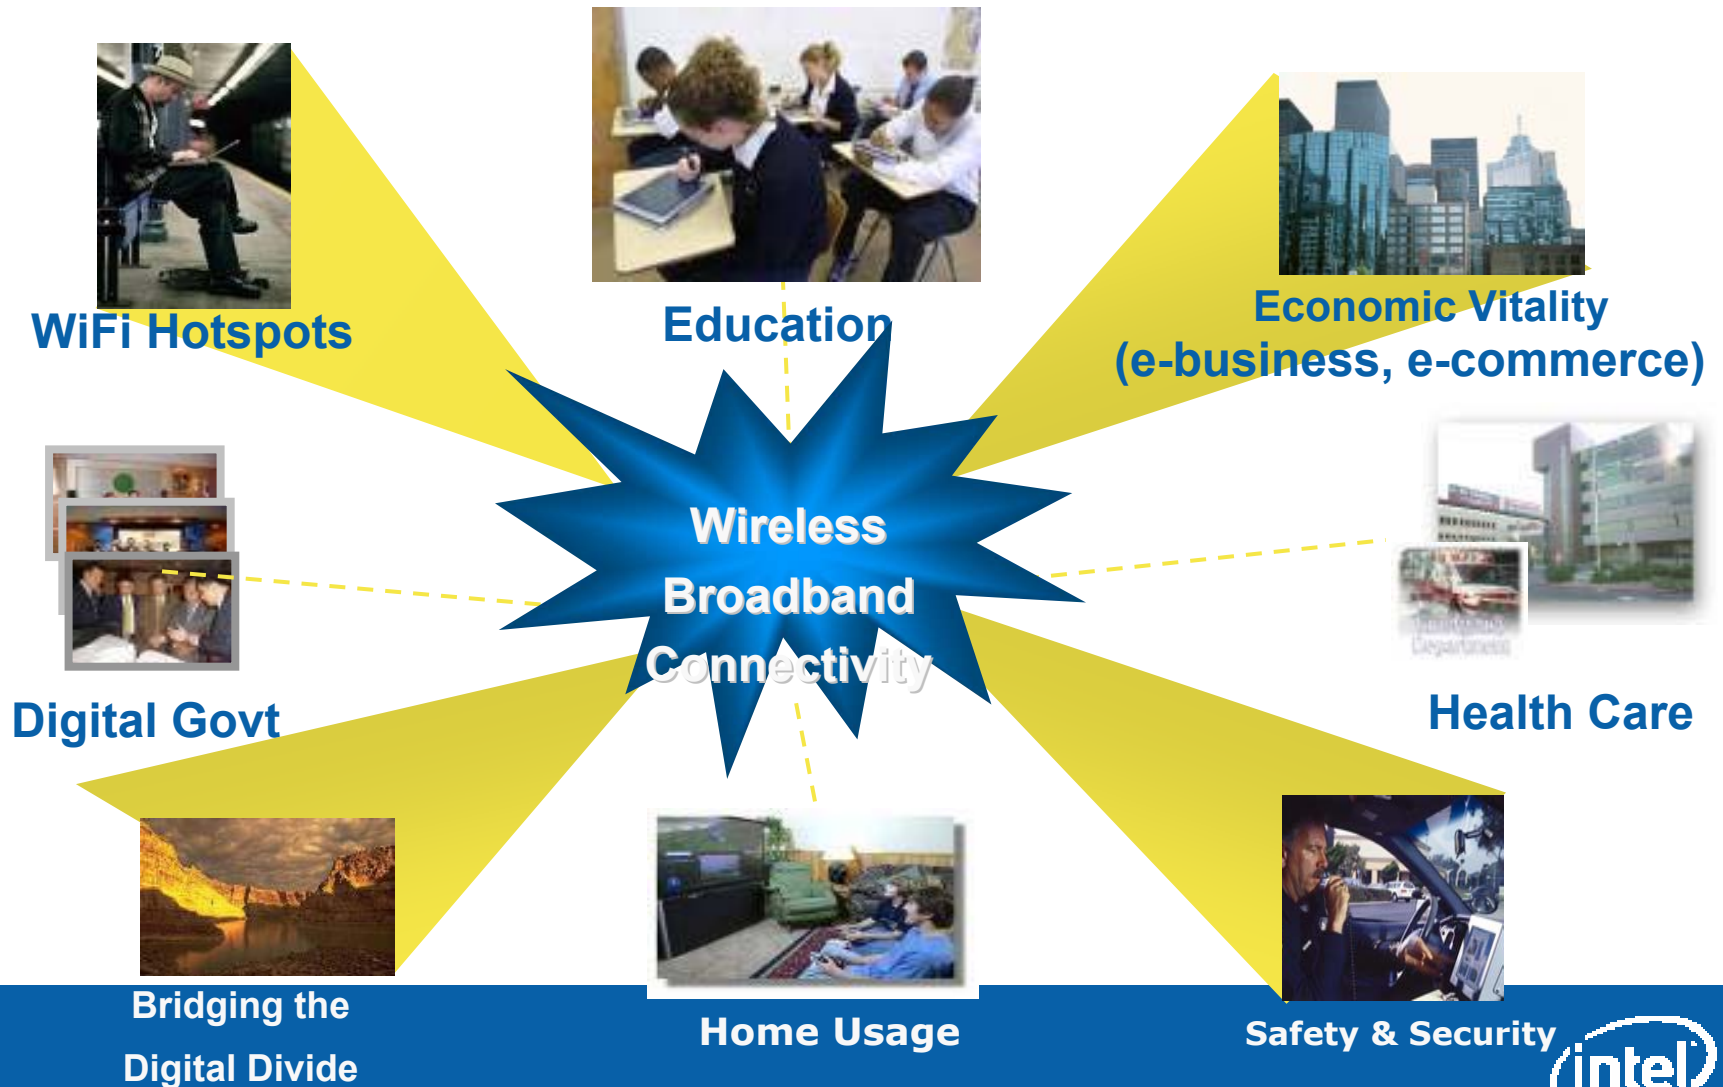 WiFi Hotspots
Education
Economic Vitality
(e-business, e-commerce)
Wireless
Broadband
Connectivity
Digital Govt
Department
Health Care
Bridging the
Digital Divide
Home Usage
Safety & Security
intel